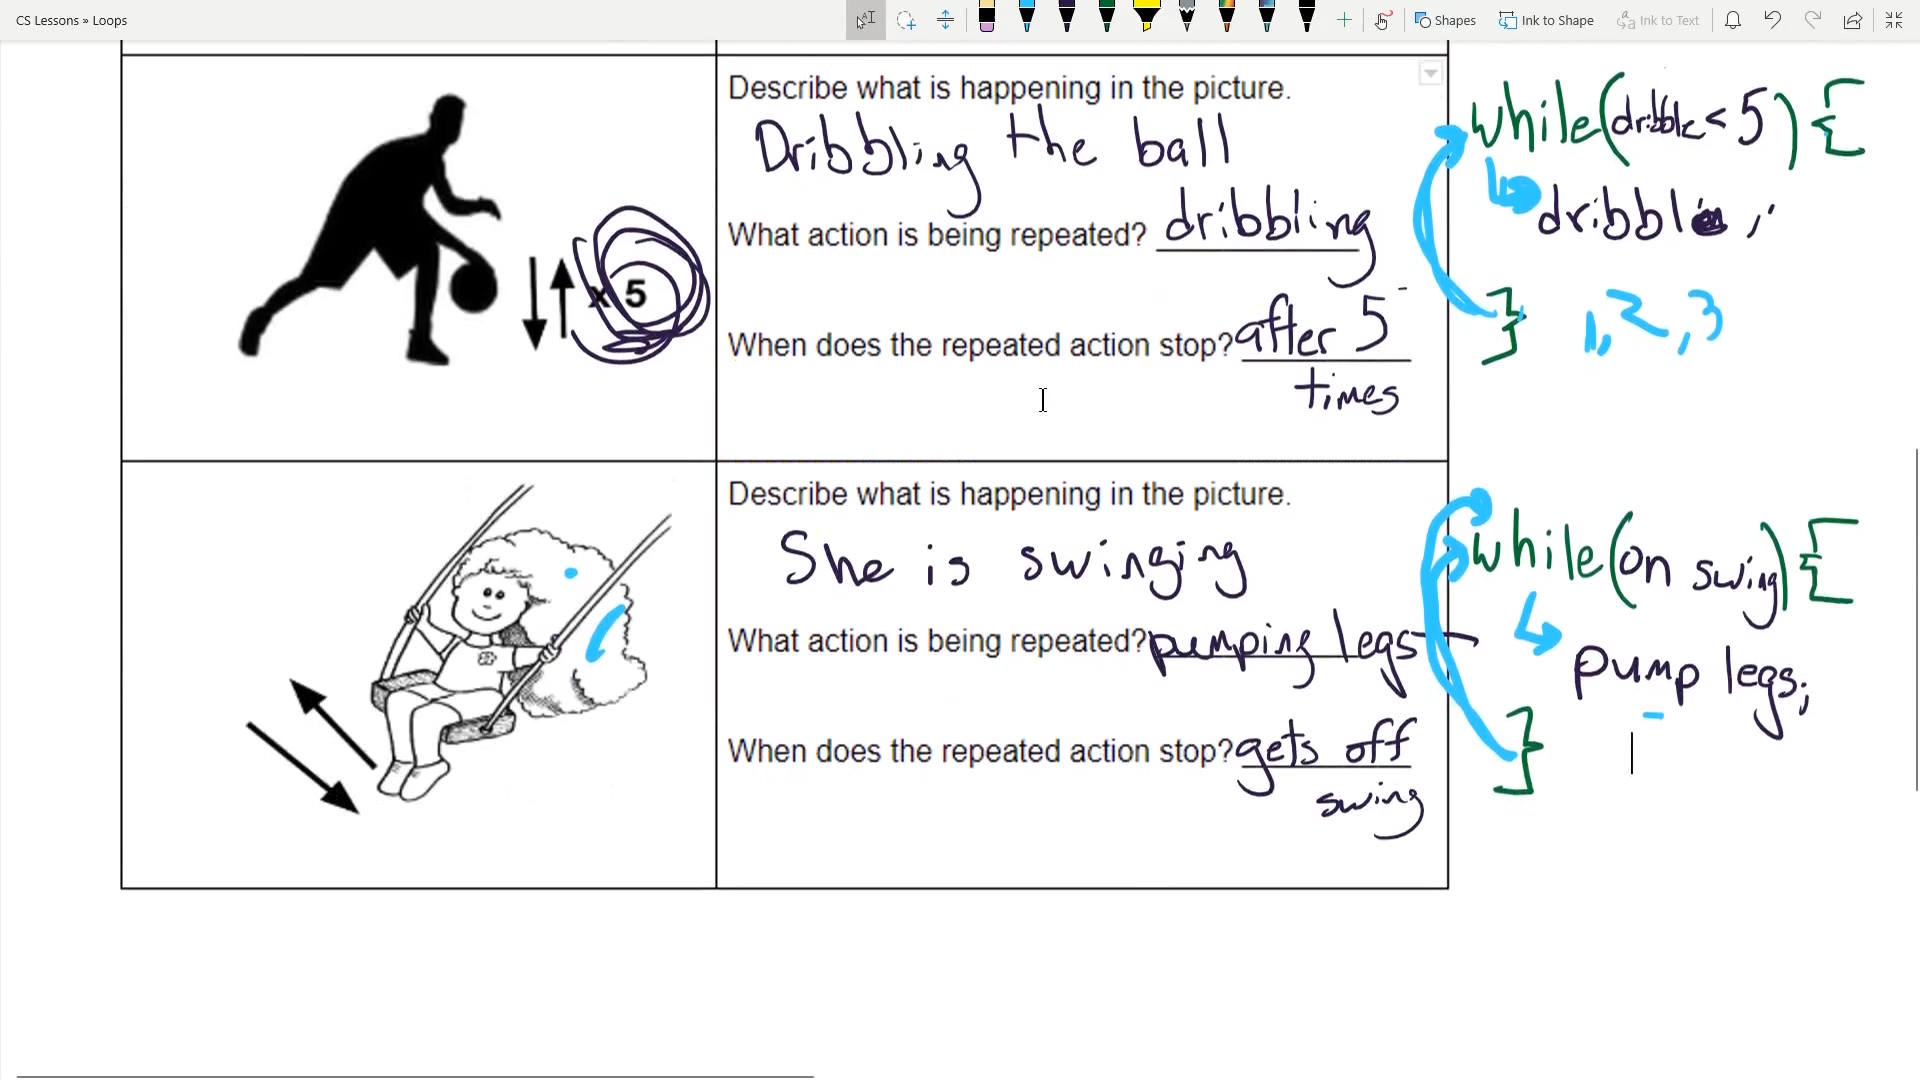 CS Lessons » Loops
Shapes
Ink to Shape
Ink to Text
Describe what is happening in the picture.
Dribbling the ball
What action is being repeated? dribbling
When does the repeated action stop? after 5
times
x 5
while(dribble < 5) {
dribble;
} 1, 2, 3
Describe what is happening in the picture.
She is swinging
What action is being repeated? pumping legs
When does the repeated action stop? gets off
swing
while(on swing) {
pump legs;
}